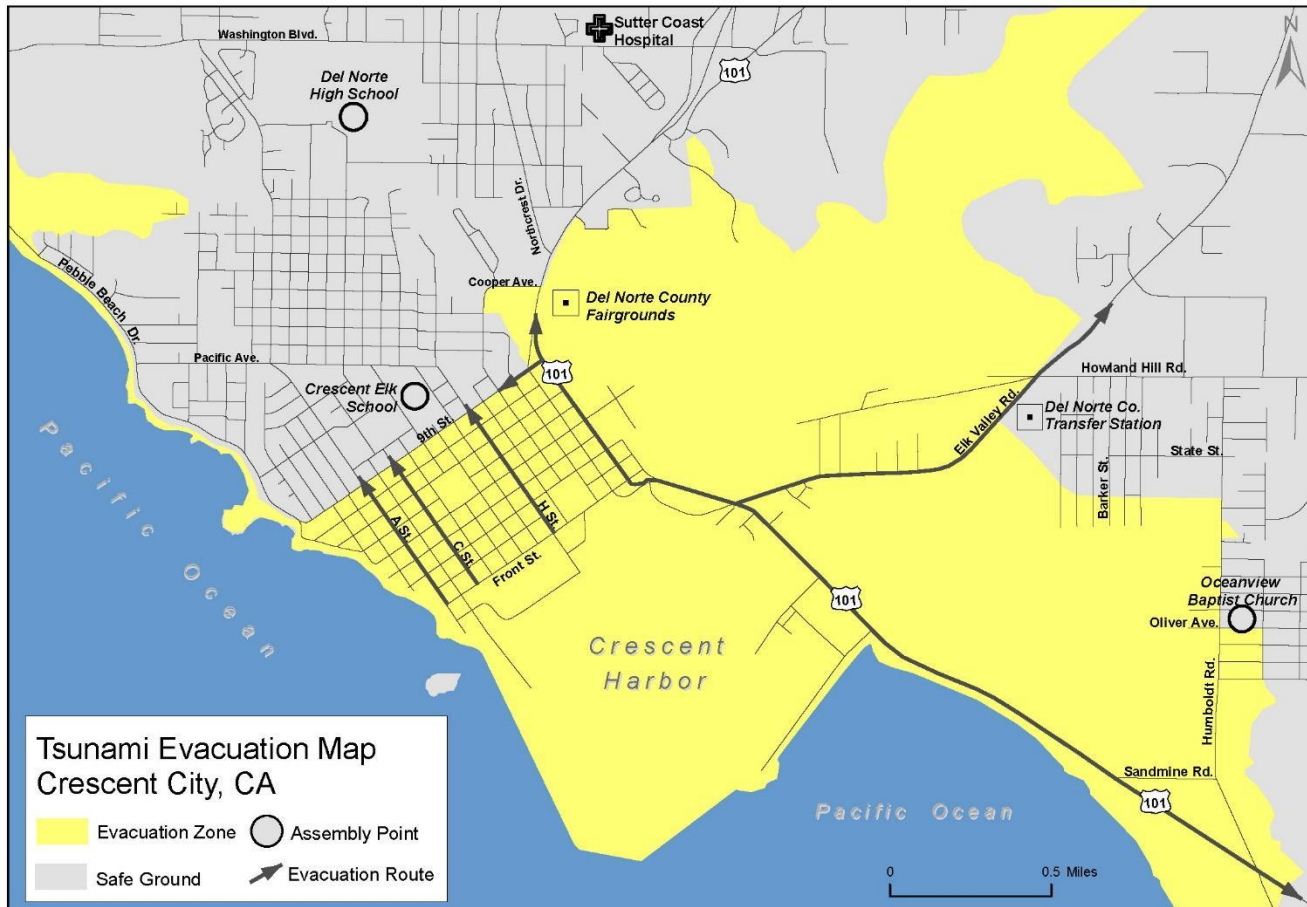 Washington Blvd.
Sutter Coast
Hospital
101
N
Del Norte
High School
Northcrest Dr.
Pebble Beach Dr.
Cooper Ave.
Del Norte County
Fairgrounds
Pacific Ave.
Crescent Elk
School
101
Howland Hill Rd.
Del Norte Co.
Transfer Station
Elk Valley Rd.
State St.
Barker St.
9th St.
A St.
C St.
H St.
Front St.
Pacific Ocean
101
Oceanview
Baptist Church
Oliver Ave.
Humboldt Rd.
Crescent
Harbor
Sandmine Rd.
101
Pacific Ocean
Tsunami Evacuation Map
Crescent City, CA
Evacuation Zone
Assembly Point
Safe Ground
Evacuation Route
0 0.5 Miles